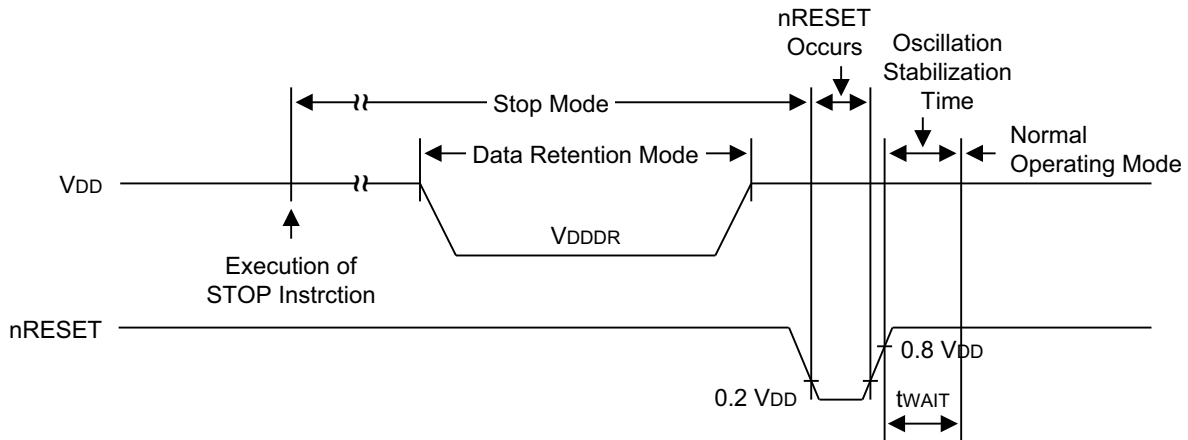 nRESET
Occurs
Oscillation
Stabilization
Time
Stop Mode
Normal
Operating Mode
Data Retention Mode
VDD
VDDDR
Execution of
STOP Instrction
nRESET
0.8 VDD
0.2 VDD
tWAIT